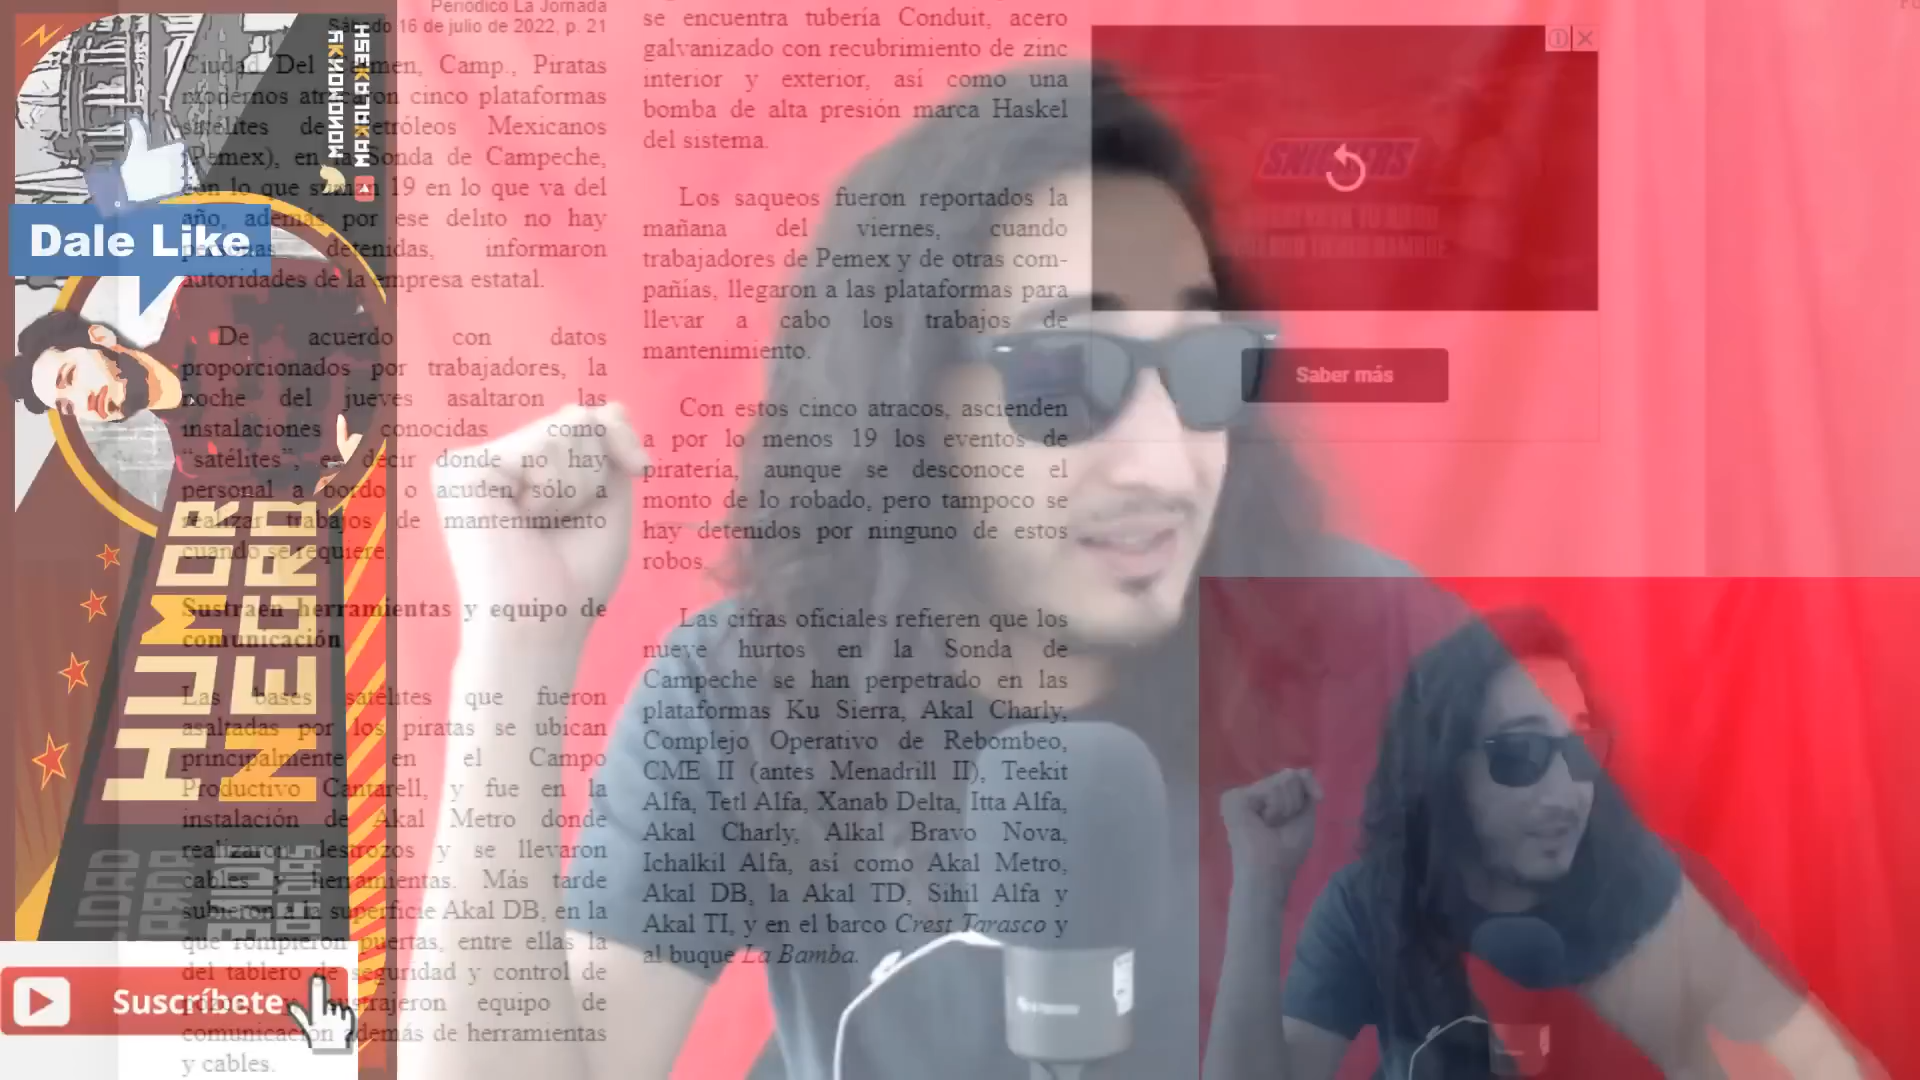 Periódico La Jornada
Sábado 16 de julio de 2022, p. 21
Ciudad Del Carmen, Camp., Piratas
modernos atracaron cinco plataformas
satélites de Petróleos Mexicanos
(Pemex), en la Sonda de Campeche,
con lo que suman 19 en lo que va del
año, además por ese delito no hay
personas detenidas, informaron
autoridades de la empresa estatal.
De acuerdo con datos
proporcionados por trabajadores, la
noche del jueves asaltaron las
instalaciones conocidas como
“satélites”, es decir donde no hay
personal a bordo o acuden sólo a
realizar trabajos de mantenimiento
cuando se requiere.
Sustraen herramientas y equipo de
comunicación
Las bases satélites que fueron
asaltadas por los piratas se ubican
principalmente en el Campo
Productivo Cantarell, y fue en la
instalación de Akal Metro donde
realizaron destrozos y se llevaron
cables y herramientas. Más tarde
subieron a la superficie Akal DB, en la
que rompieron puertas, entre ellas la
del tablero de seguridad y control de
sustrajeron equipo de
comunicación además de herramientas
y cables.
se encuentra tubería Conduit, acero
galvanizado con recubrimiento de zinc
interior y exterior, así como una
bomba de alta presión marca Haskel
del sistema.
Los saqueos fueron reportados la
mañana del viernes, cuando
trabajadores de Pemex y de otras com-
pañías, llegaron a las plataformas para
llevar a cabo los trabajos de
mantenimiento.
Con estos cinco atracos, ascienden
a por lo menos 19 los eventos de
piratería, aunque se desconoce el
monto de lo robado, pero tampoco se
hay detenidos por ninguno de estos
robos.
Las cifras oficiales refieren que los
nueve hurtos en la Sonda de
Campeche se han perpetrado en las
plataformas Ku Sierra, Akal Charly,
Complejo Operativo de Rebombeo,
CME II (antes Menadrill II), Teekit
Alfa, Tetl Alfa, Xanab Delta, Itta Alfa,
Akal Charly, Alkal Bravo Nova,
Ichalkil Alfa, así como Akal Metro,
Akal DB, la Akal TD, Sihil Alfa y
Akal TI, y en el barco Crest Tarasco y
al buque La Bamba.
SNICKERS
Saber más
Dale Like
MONOMONKYS
MAKALAKESH
HUMOR
NEGRO
Suscríbete